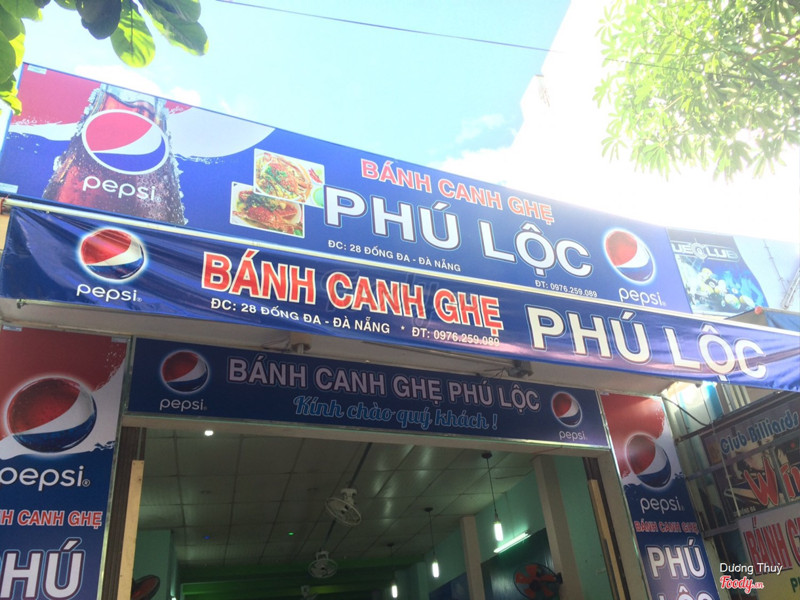 pepsi
BÁNH CANH GHẸ
PHÚ LỘC
ĐC: 28 ĐỐNG ĐA - ĐÀ NẴNG
ĐT: 0976.259.089
pepsi
pepsi
BÁNH CANH GHẸ
PHÚ LỘC
ĐC: 28 ĐỐNG ĐA - ĐÀ NẴNG * ĐT: 0976.259.089
pepsi
BÁNH CANH GHẸ PHÚ LỘC
Kính chào quý khách !
pepsi
pepsi
H CANH GHẸ
HÚ
pepsi
BÁNH CANH GHẸ
PHÚ
LỘC
Club Billiards
BÁNH C
Dương Thuỳ
Foody.vn